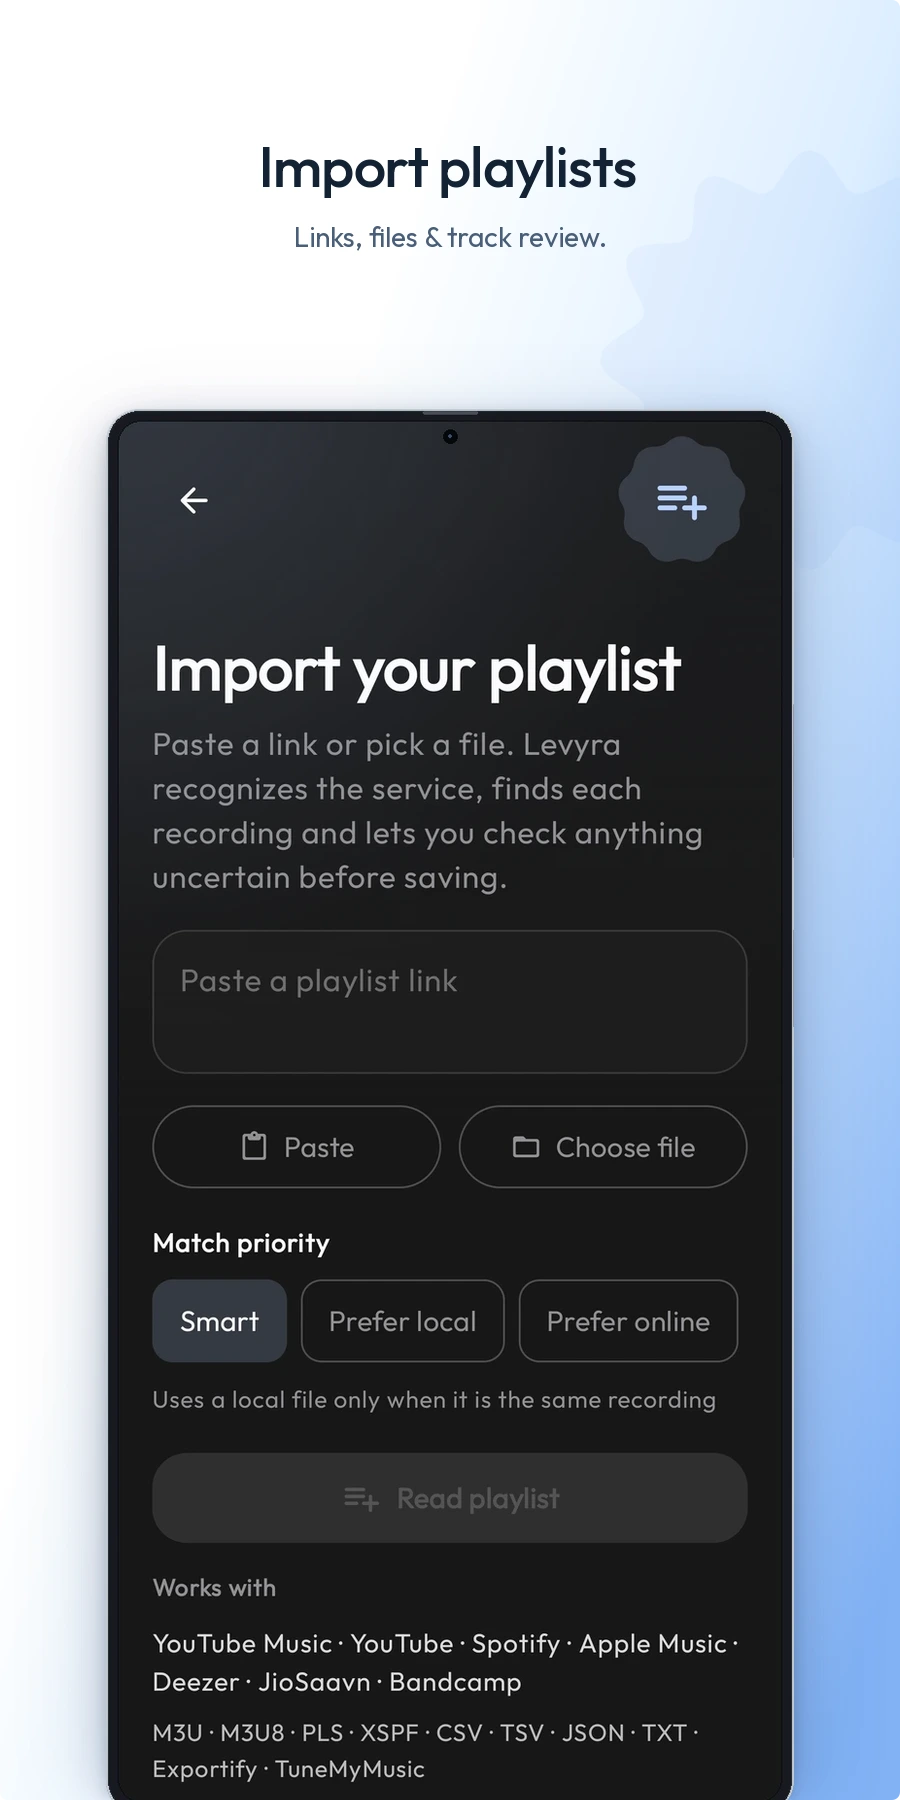 Import playlists
Links, files & track review.
Import your playlist
Paste a link or pick a file. Levyra
recognizes the service, finds each
recording and lets you check anything
uncertain before saving.
Paste a playlist link
Paste
Choose file
Match priority
Smart
Prefer local
Prefer online
Uses a local file only when it is the same recording
Read playlist
Works with
YouTube Music · YouTube · Spotify · Apple Music ·
Deezer · JioSaavn · Bandcamp
M3U · M3U8 · PLS · XSPF · CSV · TSV · JSON · TXT ·
Exportify · TuneMyMusic